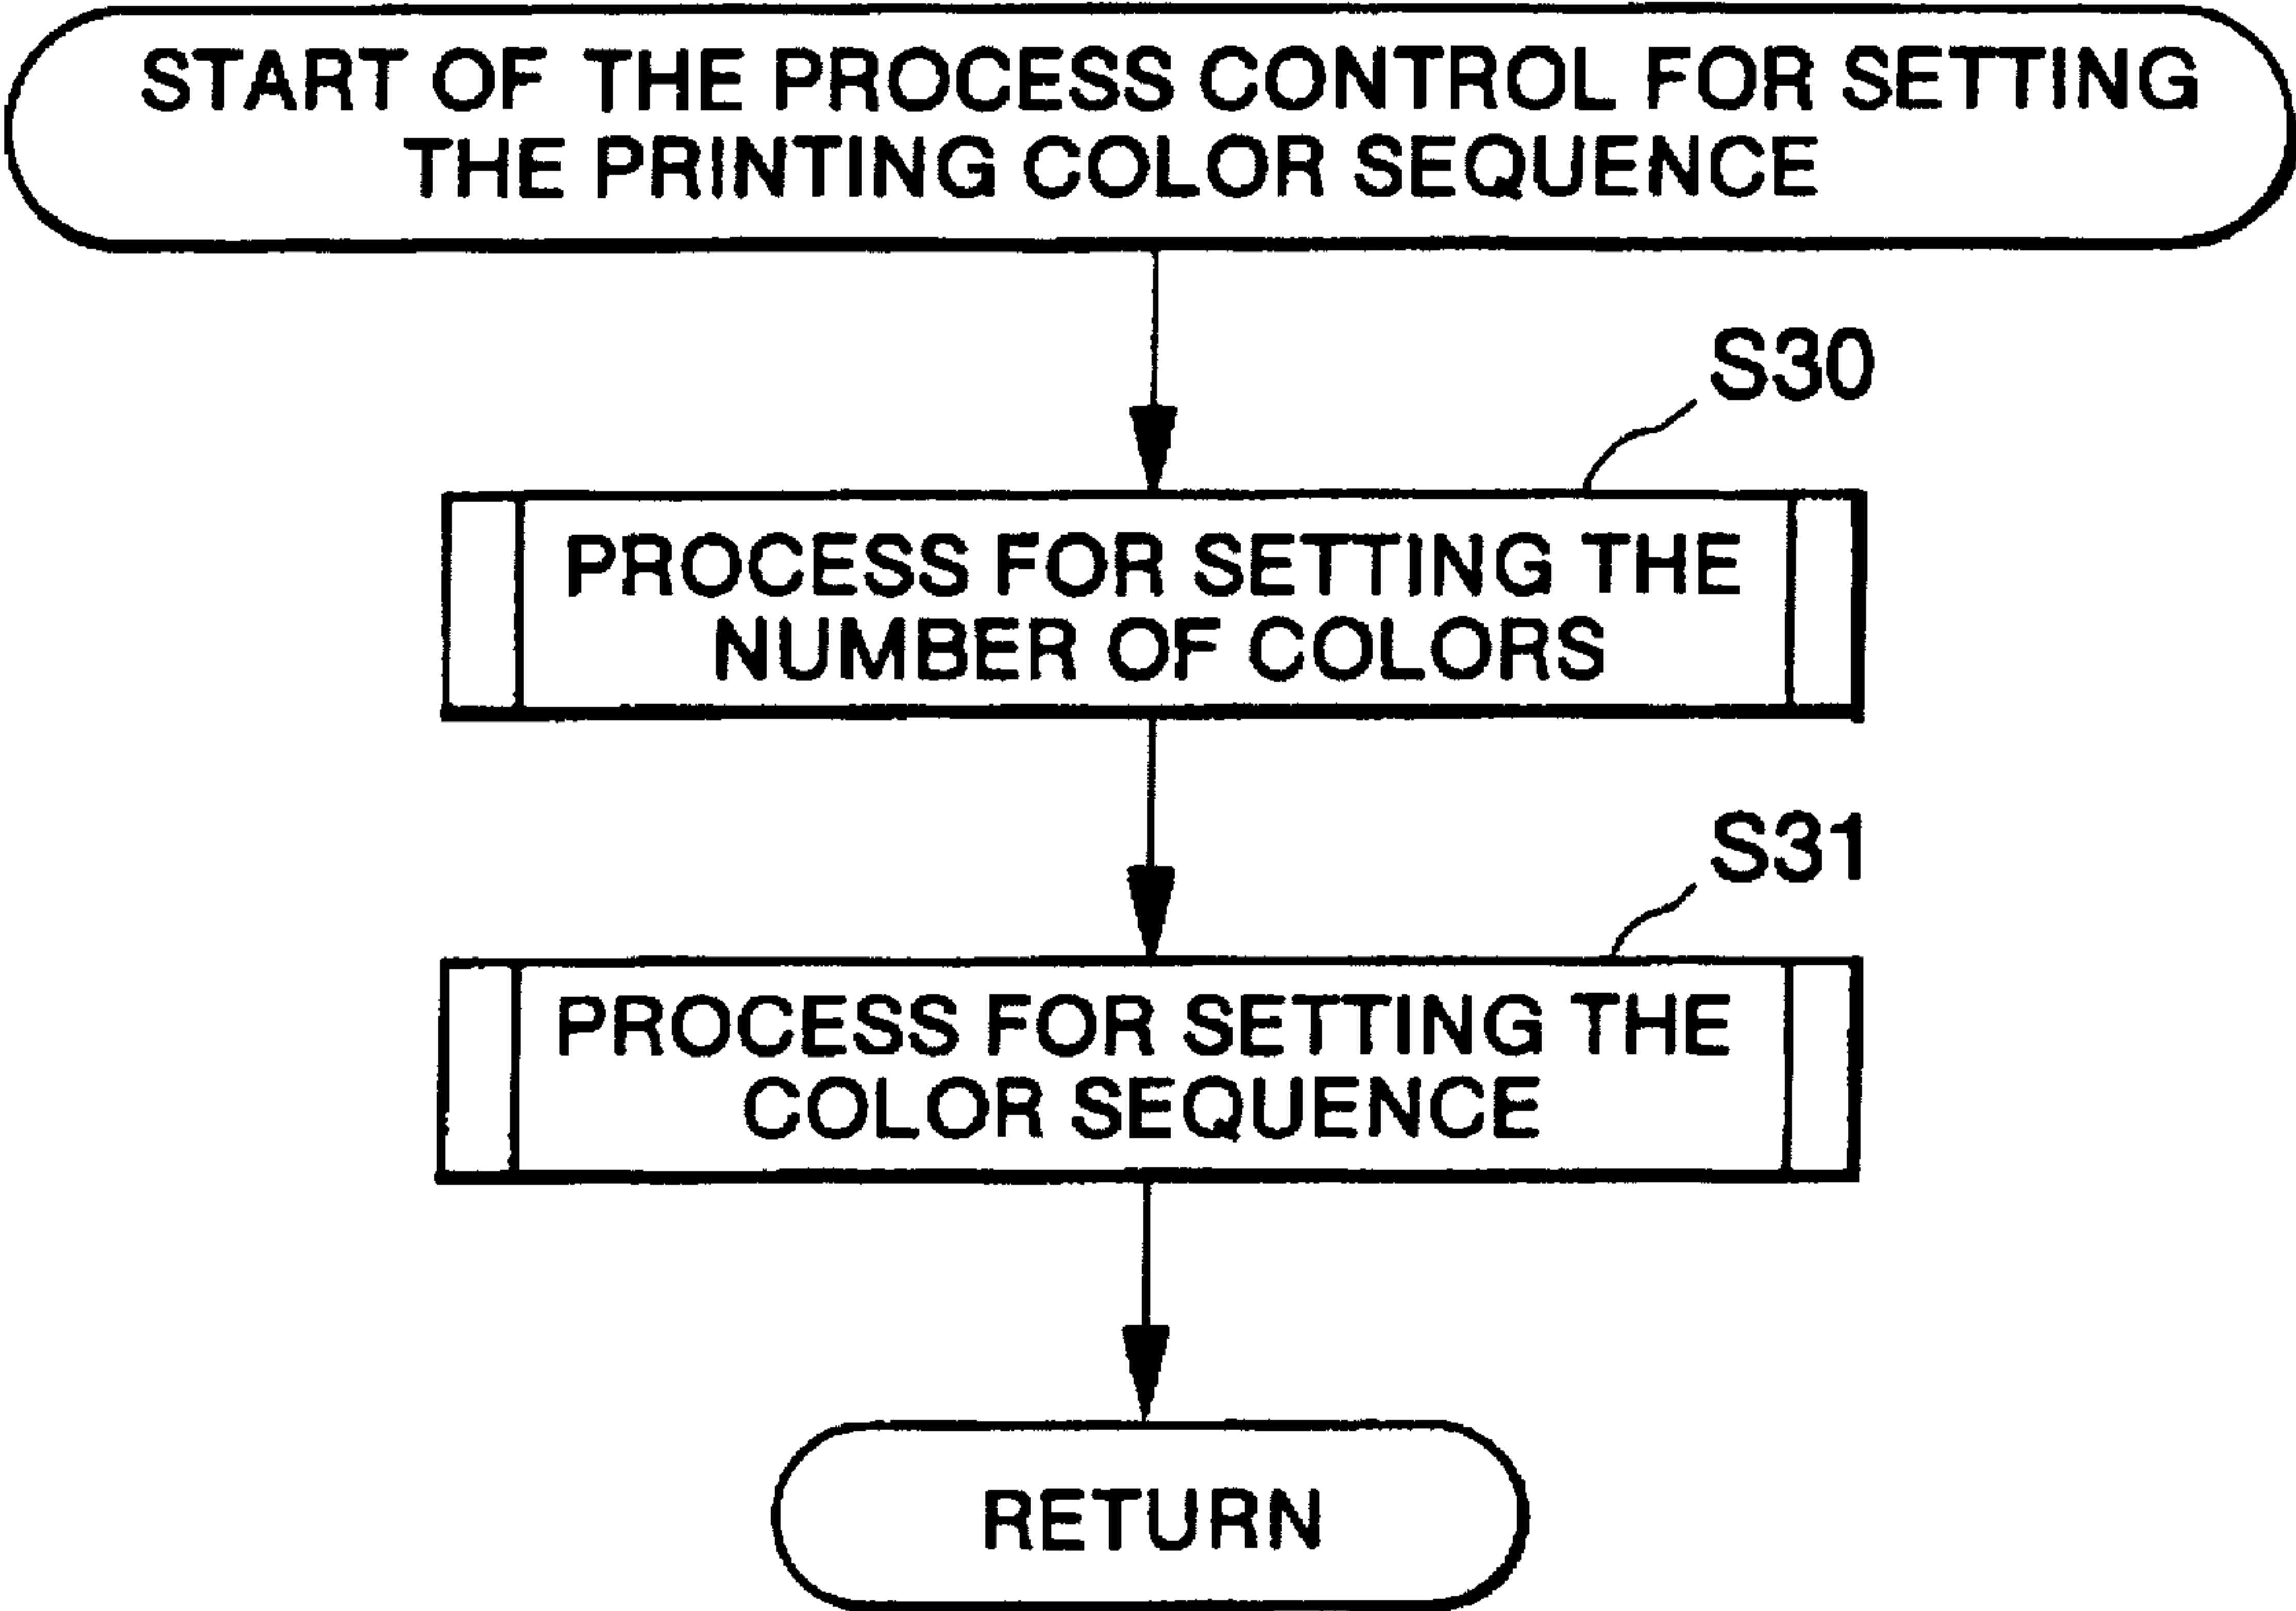 START OF THE PROCESS CONTROL FOR SETTING
THE PRINTING COLOR SEQUENCE
S30
PROCESS FOR SETTING THE
NUMBER OF COLORS
S31
PROCESS FOR SETTING THE
COLOR SEQUENCE
RETURN